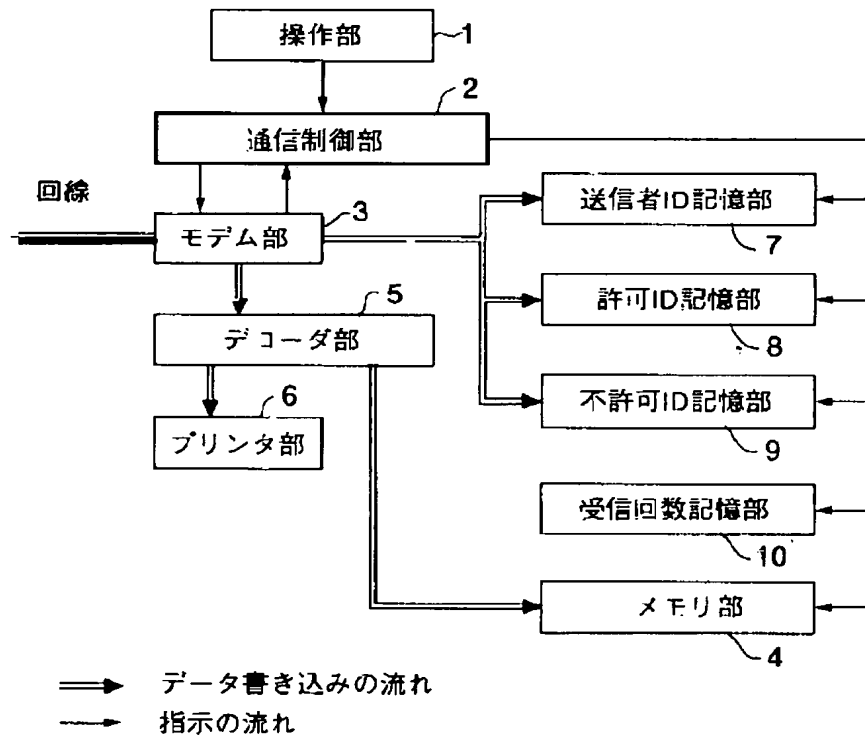 操作部
1
2
通信制御部
回線
3
モデム部
送信者ID記憶部
7
5
デコーダ部
許可ID記憶部
8
6
プリンタ部
不許可ID記憶部
9
受信回数記憶部
10
メモリ部
4
データ書き込みの流れ
指示の流れ